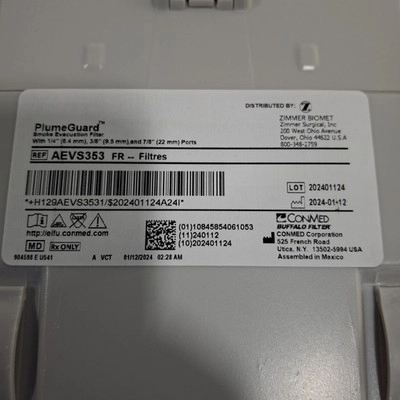 PlumeGuard™
Smoke Evacuation Filter
With 1/4" (6.4 mm), 3/8" (9.5 mm) and 7/8" (22 mm) Ports
REF AEVS353 FR -- Filtres
*+H129AEVS3531/$202401124A24I*
DISTRIBUTED BY:
ZIMMER BIOMET
Zimmer Surgical, Inc
200 West Ohio Avenue
Dover, Ohio 44622 U.S.A
800-348-2759
LOT 202401124
2024-01-12
http://eifu.conmed.com
MD Rx ONLY
(01)10845854061053
(11)240112
(10)202401124
CONMED
BUFFALO FILTER
CONMED Corporation
525 French Road
Utica, N.Y. 13502-5994 USA
Assembled in Mexico
A VCT 01/12/2024 02:28 AM